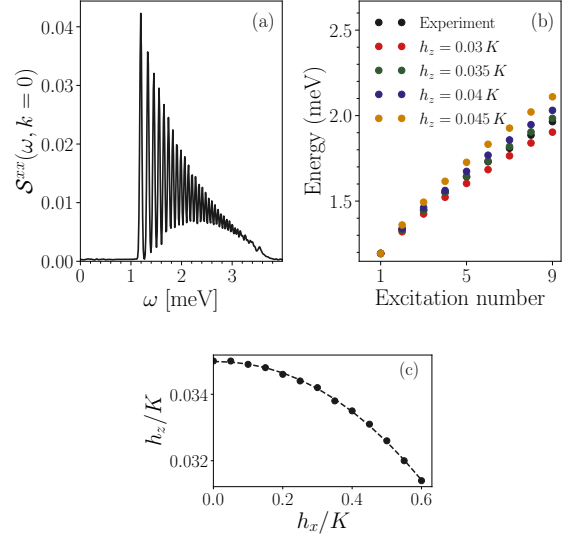 (a)
0.04
0.03
0.02
0.01
0.00
𝒮^{xx}(ω, k = 0)
0 1 2 3
ω [meV]
(b)
Experiment
h_z = 0.03 K
h_z = 0.035 K
h_z = 0.04 K
h_z = 0.045 K
2.5
2.0
1.5
Energy (meV)
1 5 9
Excitation number
(c)
0.034
0.032
h_z/K
0.0 0.2 0.4 0.6
h_x/K